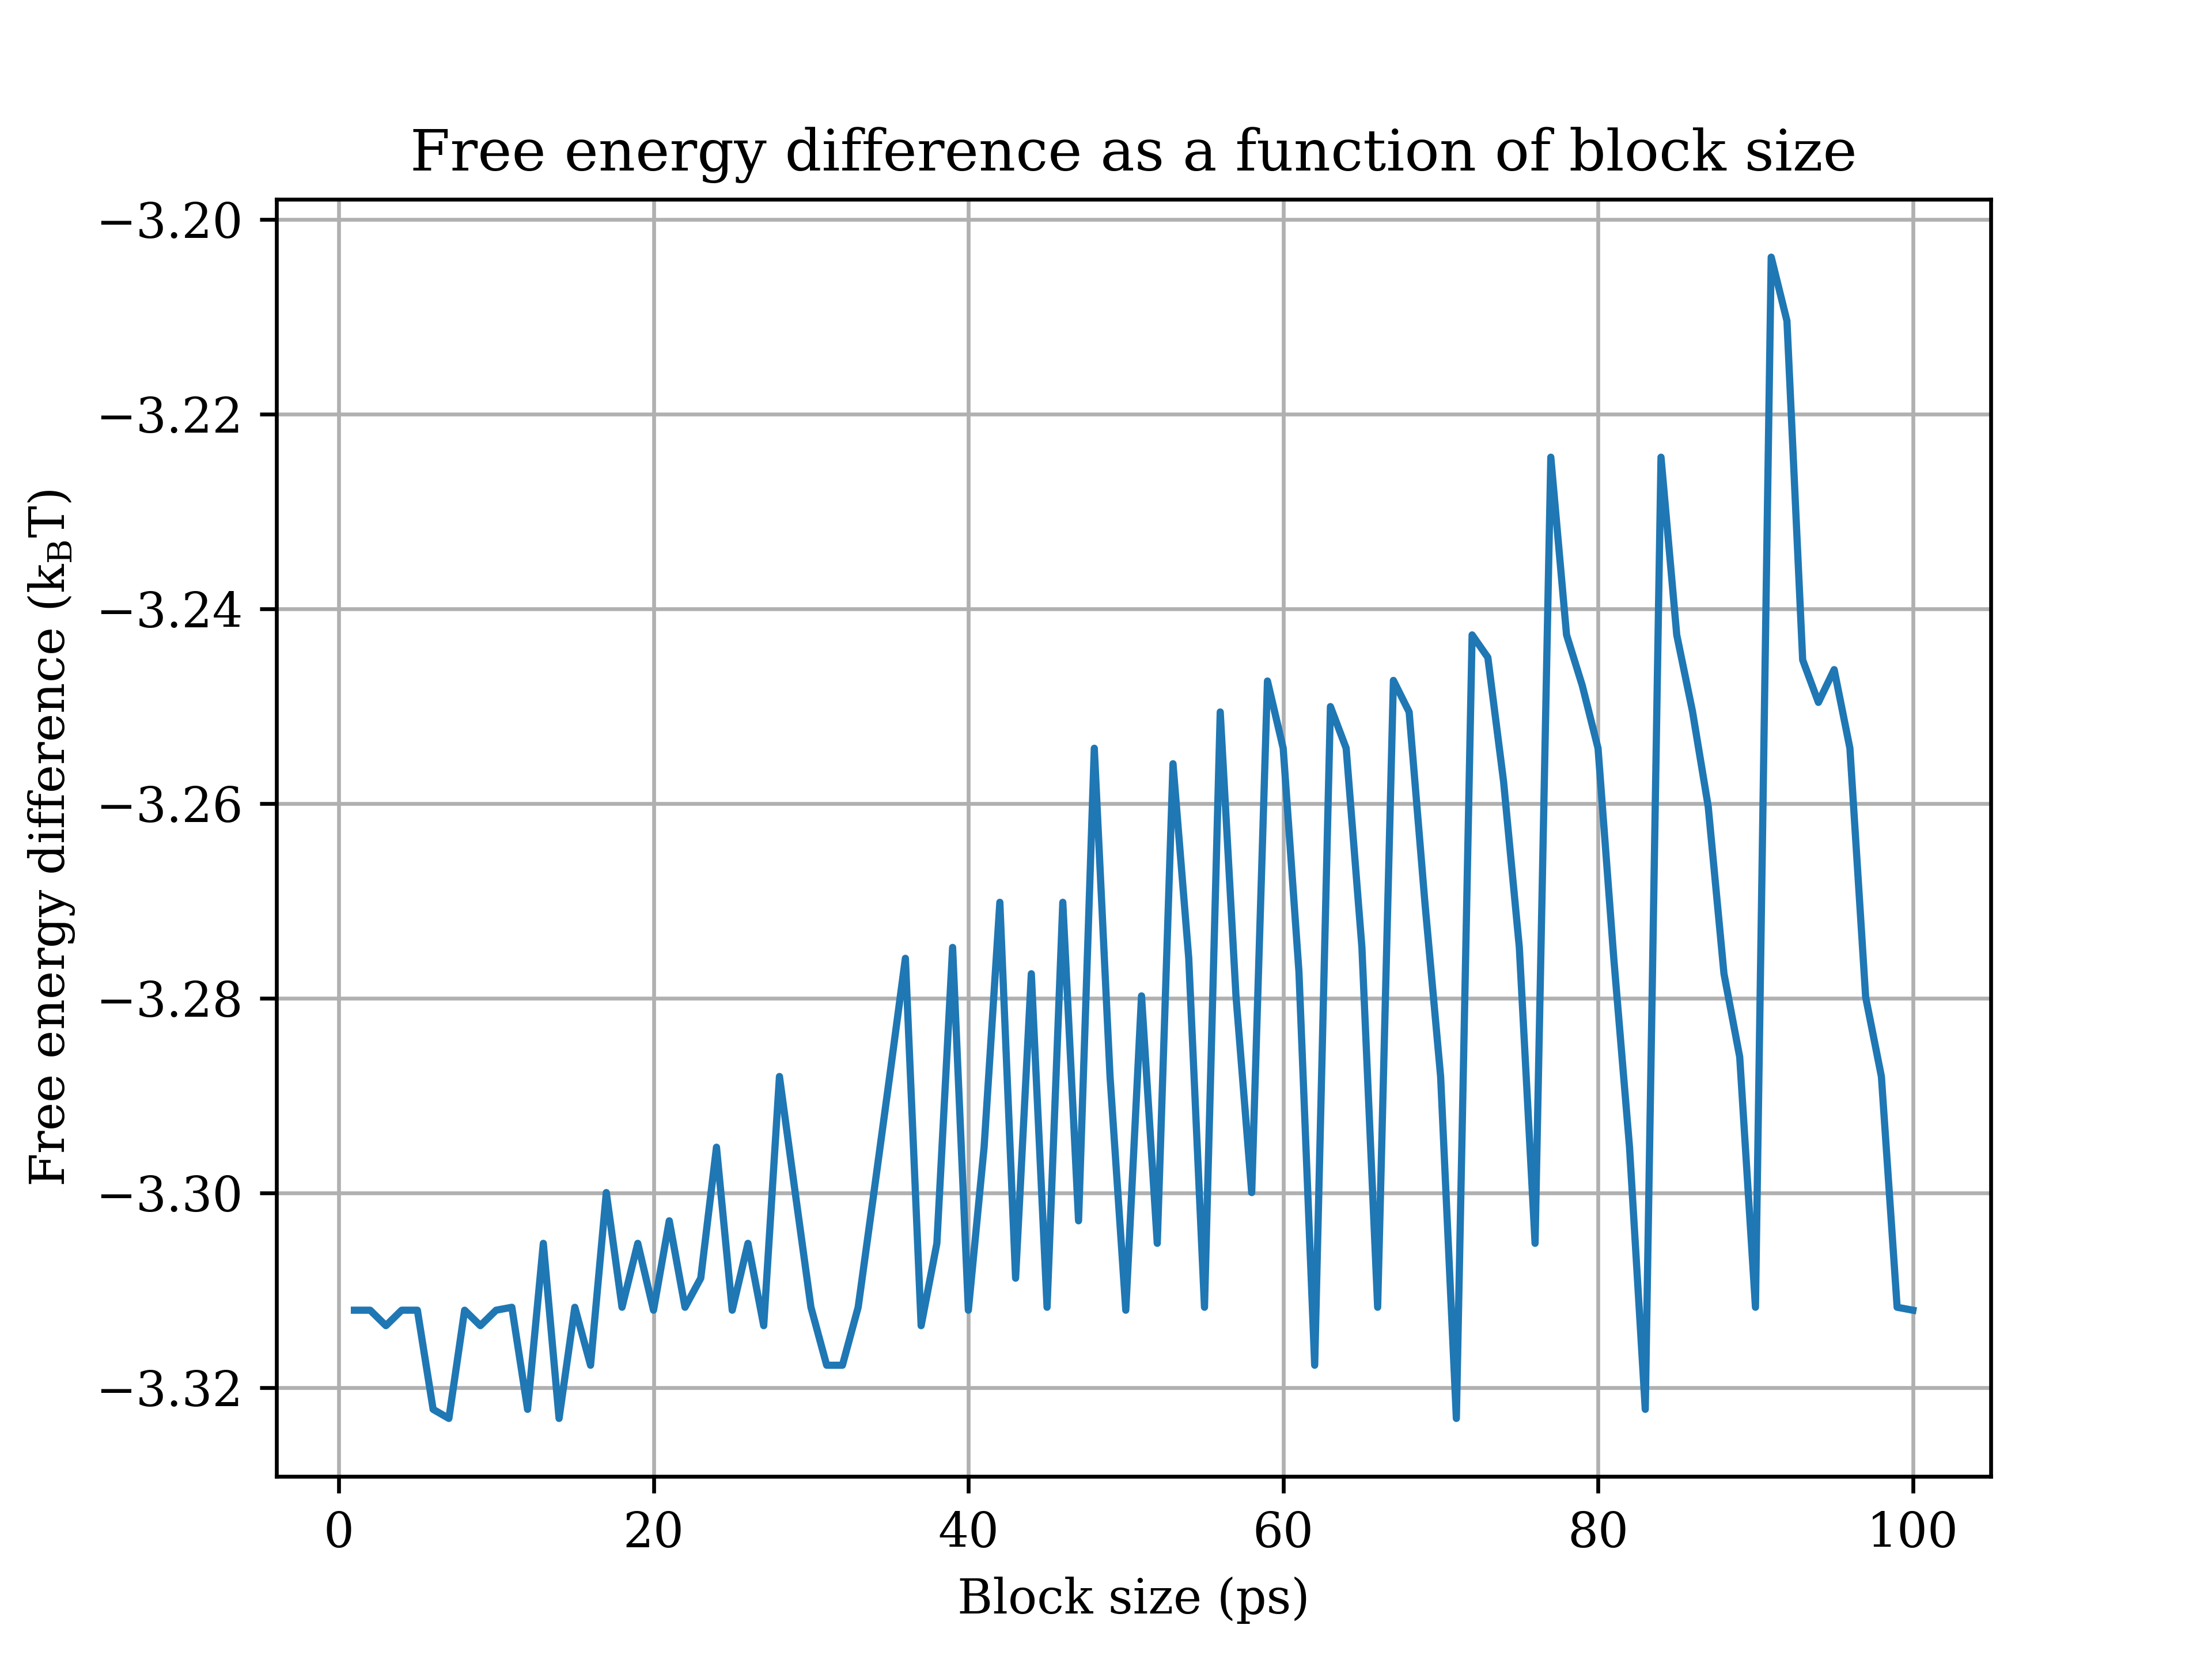 Free energy difference as a function of block size
Free energy difference (k_BT)
−3.20
−3.22
−3.24
−3.26
−3.28
−3.30
−3.32
0 20 40 60 80 100
Block size (ps)